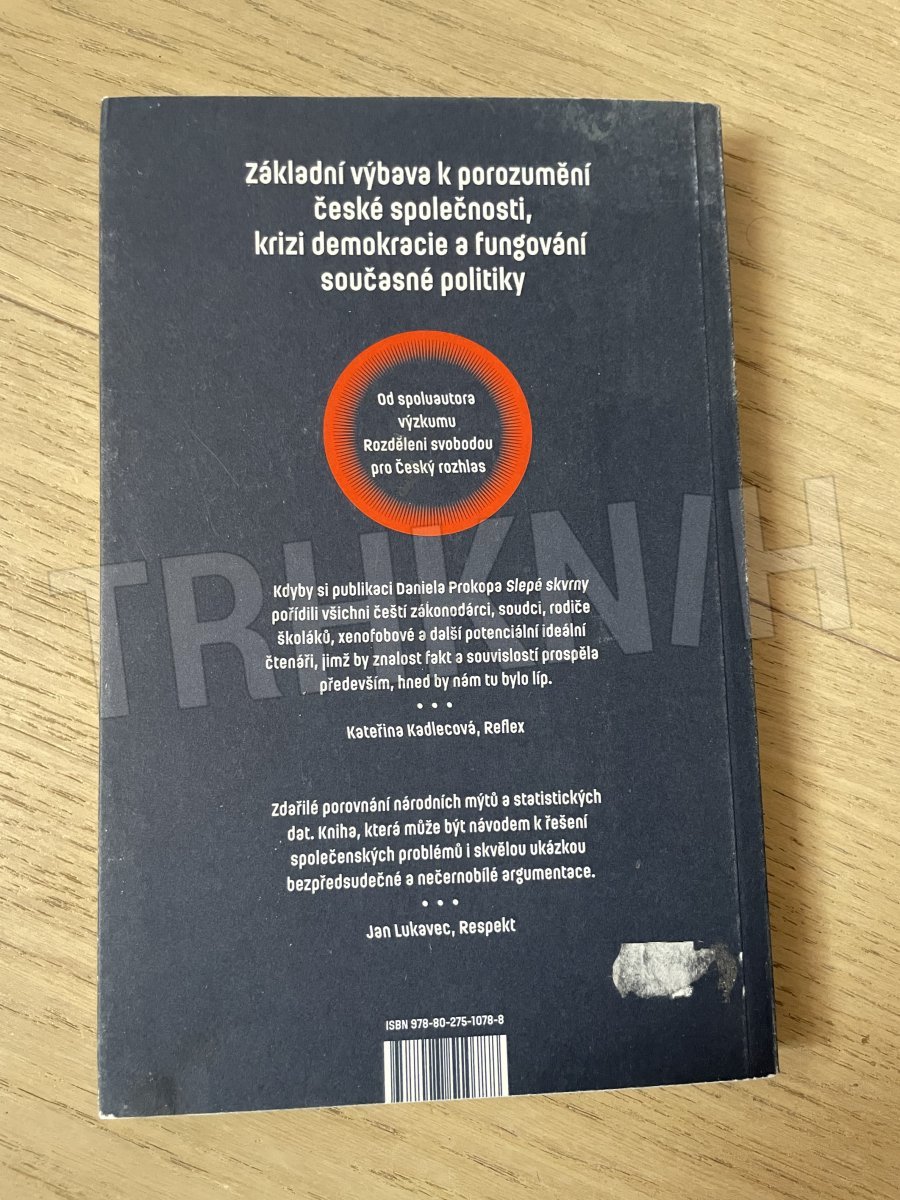 Základní výbava k porozumění
české společnosti,
krizi demokracie a fungování
současné politiky
Od spoluautora
výzkumu
Rozděleni svobodou
pro Český rozhlas
TRHKNIH
Kdyby si publikaci Daniela Prokopa Slepé skvrny
pořídili všichni čeští zákonodárci, soudci, rodiče
školáků, xenofobové a další potenciální ideální
čtenáři, jimž by znalost fakt a souvislostí prospěla
především, hned by nám tu bylo líp.
• • •
Kateřina Kadlecová, Reflex
Zdařilé porovnání národních mýtů a statistických
dat. Kniha, která může být návodem k řešení
společenských problémů i skvělou ukázkou
bezpředsudečné a nečernobílé argumentace.
• • •
Jan Lukavec, Respekt
ISBN 978-80-275-1078-8